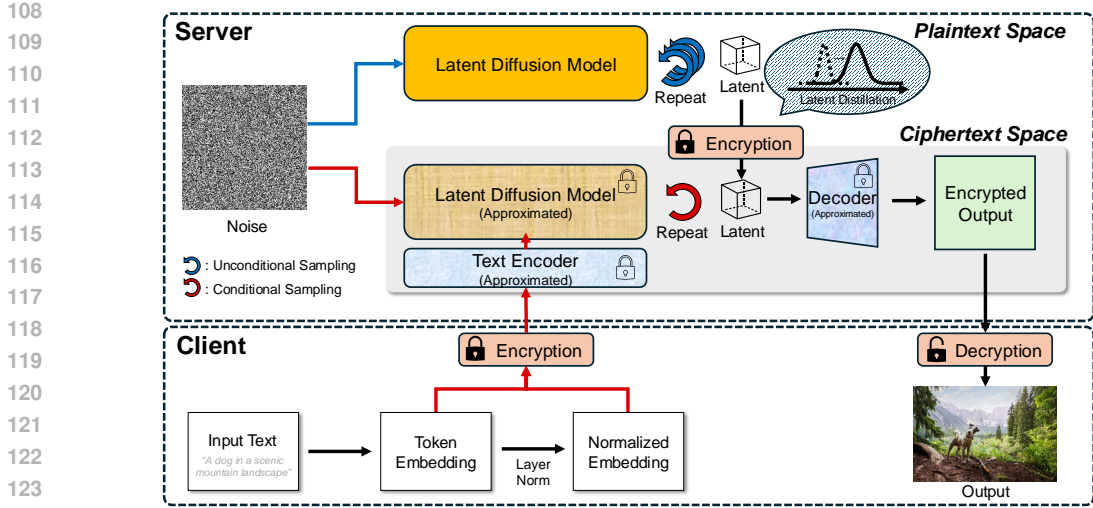 108
109
110
111
112
113
114
115
116
117
118
119
120
121
122
123
Server
Plaintext Space
Latent Diffusion Model
Repeat
Latent
Latent Distillation
Encryption
Ciphertext Space
Noise
Latent Diffusion Model
(Approximated)
Repeat
Latent
Decoder
(Approximated)
Encrypted
Output
Text Encoder
(Approximated)
: Unconditional Sampling
: Conditional Sampling
Client
Encryption
Decryption
Input Text
"A dog in a scenic
mountain landscape"
Token
Embedding
Layer
Norm
Normalized
Embedding
Output